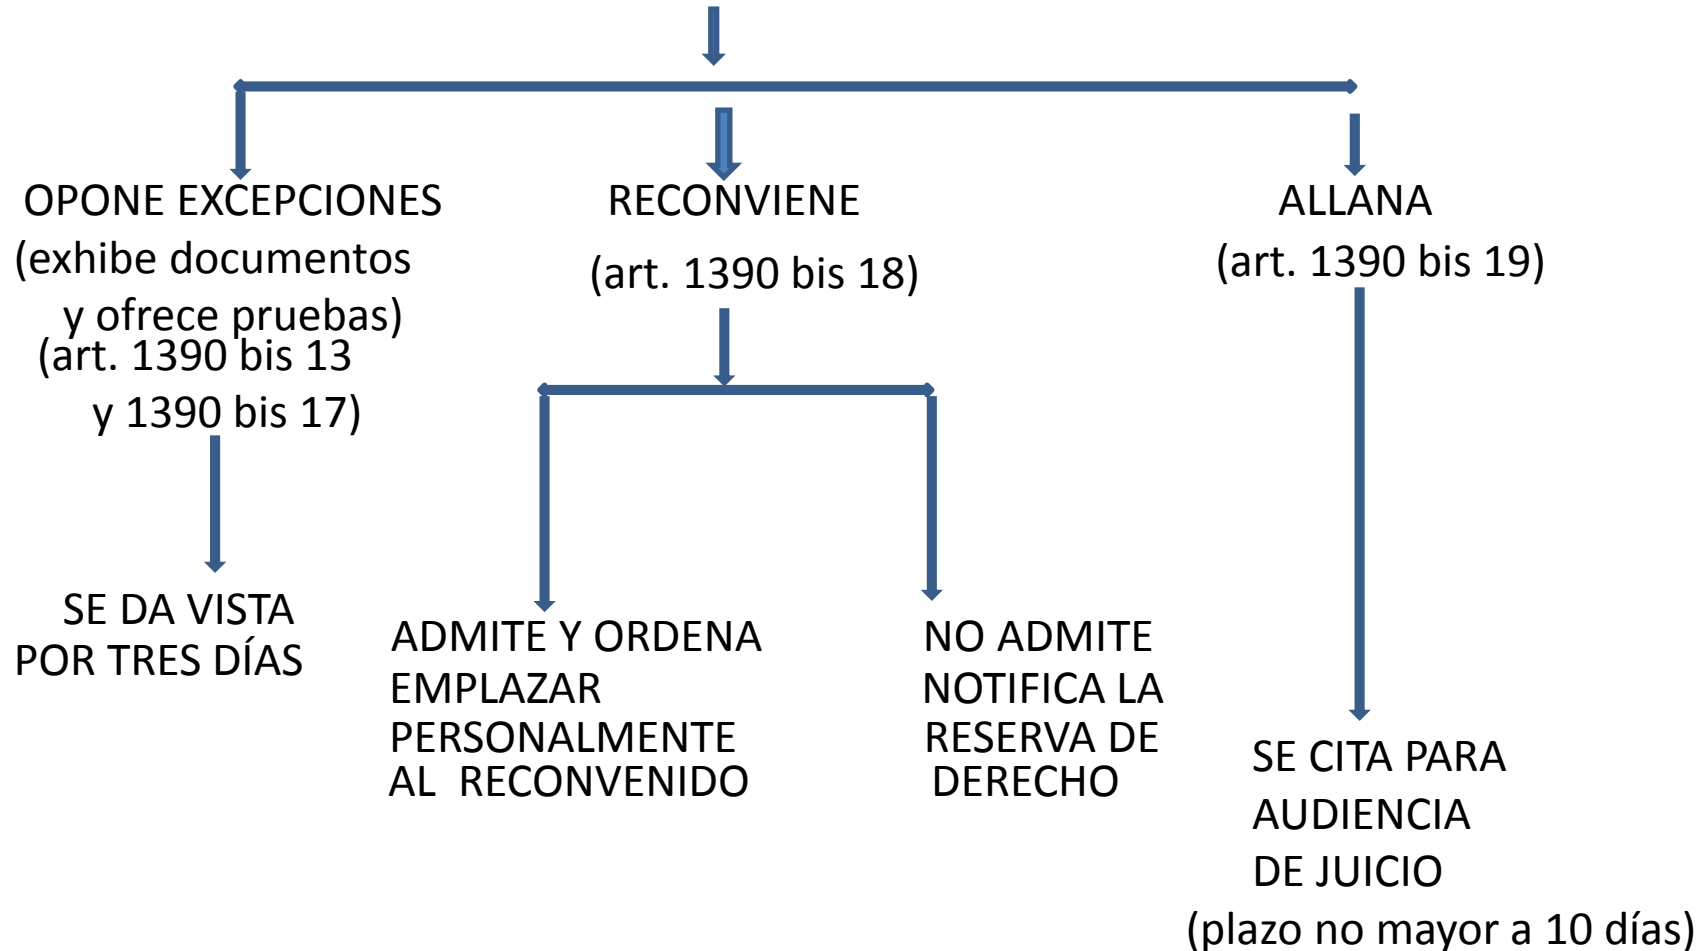 OPONE EXCEPCIONES
(exhibe documentos
y ofrece pruebas)
(art. 1390 bis 13
y 1390 bis 17)
SE DA VISTA
POR TRES DÍAS
RECONVIENE
(art. 1390 bis 18)
ADMITE Y ORDENA
EMPLAZAR
PERSONALMENTE
AL RECONVENIDO
NO ADMITE
NOTIFICA LA
RESERVA DE
DERECHO
ALLANA
(art. 1390 bis 19)
SE CITA PARA
AUDIENCIA
DE JUICIO
(plazo no mayor a 10 días)